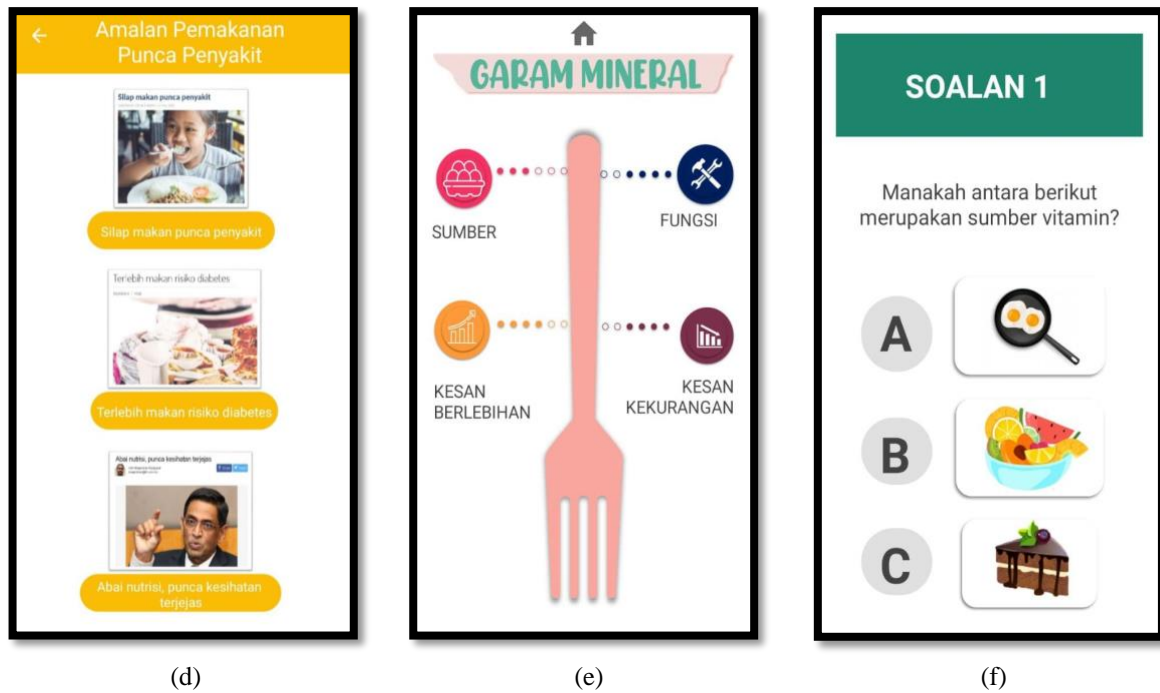 Amalan Pemakanan
Punca Penyakit
Silap makan punca penyakit
Silap makan punca penyakit
Terlebih makan risiko diabetes
Terlebih makan risiko diabetes
Abai nutrisi, punca kesihatan terjejas
Abai nutrisi, punca kesihatan
terjejas
(d)
GARAM MINERAL
SUMBER
FUNGSI
KESAN
BERLEBIHAN
KESAN
KEKURANGAN
(e)
SOALAN 1
Manakah antara berikut
merupakan sumber vitamin?
A
B
C
(f)